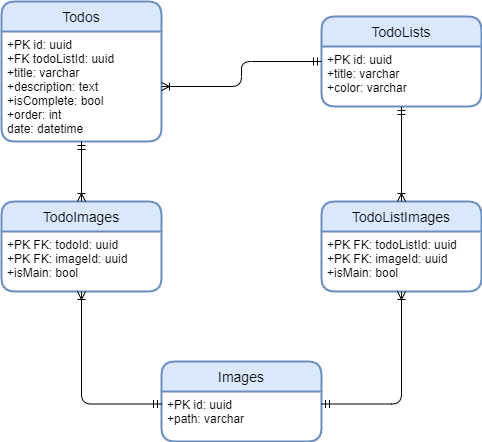 Todos
+PK id: uuid
+FK todoListId: uuid
+title: varchar
+description: text
+isComplete: bool
+order: int
date: datetime
TodoLists
+PK id: uuid
+title: varchar
+color: varchar
TodoImages
+PK FK: todoId: uuid
+PK FK: imageId: uuid
+isMain: bool
TodoListImages
+PK FK: todoListId: uuid
+PK FK: imageId: uuid
+isMain: bool
Images
+PK id: uuid
+path: varchar